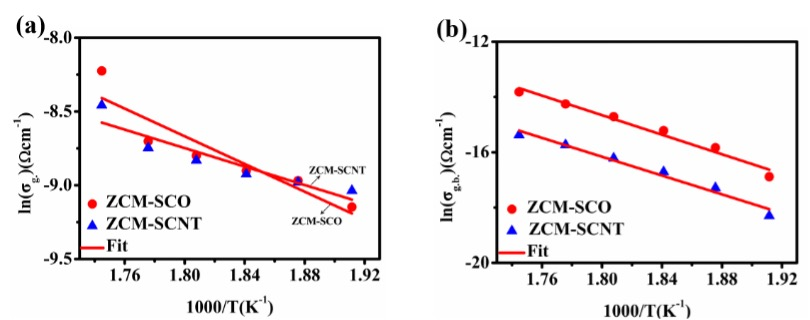 (a)
-8.0
-8.5
-9.0
-9.5
ln(σg.)(Ωcm-1)
ZCM-SCNT
ZCM-SCO
ZCM-SCO
ZCM-SCNT
Fit
1.76 1.80 1.84 1.88 1.92
1000/T(K-1)
(b)
-12
-16
-20
ln(σg.b.)(Ωcm-1)
ZCM-SCO
ZCM-SCNT
Fit
1.76 1.80 1.84 1.88 1.92
1000/T(K-1)